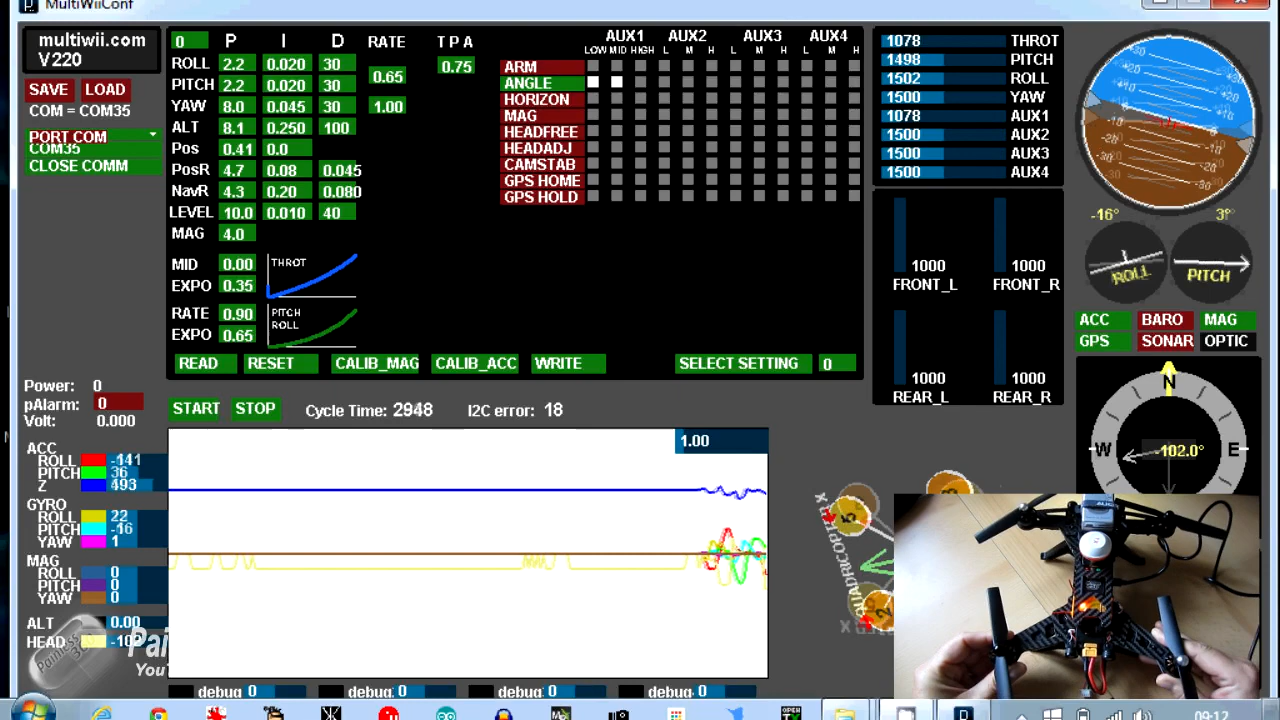 MultiWiiConf
multiwii.com
V220
SAVE LOAD
COM = COM35
PORT COM
COM35
CLOSE COMM
0 P I D RATE T P A
ROLL 2.2 0.020 30 0.65 0.75
PITCH 2.2 0.020 30
YAW 8.0 0.045 30 1.00
ALT 8.1 0.250 100
Pos 0.41 0.0
PosR 4.7 0.08 0.045
NavR 4.3 0.20 0.080
LEVEL 10.0 0.010 40
MAG 4.0
MID 0.00 THROT
EXPO 0.35
RATE 0.90 PITCH
ROLL
EXPO 0.65
AUX1 AUX2 AUX3 AUX4
LOW MID HIGH L M H L M H L M H
ARM
ANGLE
HORIZON
MAG
HEADFREE
HEADADJ
CAMSTAB
GPS HOME
GPS HOLD
READ RESET CALIB_MAG CALIB_ACC WRITE SELECT SETTING 0
1078 THROT
1498 PITCH
1502 ROLL
1500 YAW
1078 AUX1
1500 AUX2
1500 AUX3
1500 AUX4
1000 1000
FRONT_L FRONT_R
1000 1000
REAR_L REAR_R
-16° 3°
ROLL PITCH
ACC BARO MAG
GPS SONAR OPTIC
N
W -102.0° E
Power: 0
pAlarm: 0
Volt: 0.000
START STOP Cycle Time: 2948 I2C error: 18
1.00
ACC
ROLL -141
PITCH 36
Z 493
GYRO
ROLL 22
PITCH -16
YAW 1
MAG
ROLL 0
PITCH 0
YAW 0
ALT 0.00
HEAD
Painless
360
QUADRICOPTER X
debug 0 debug 0 debug 0 debug 0
09:12